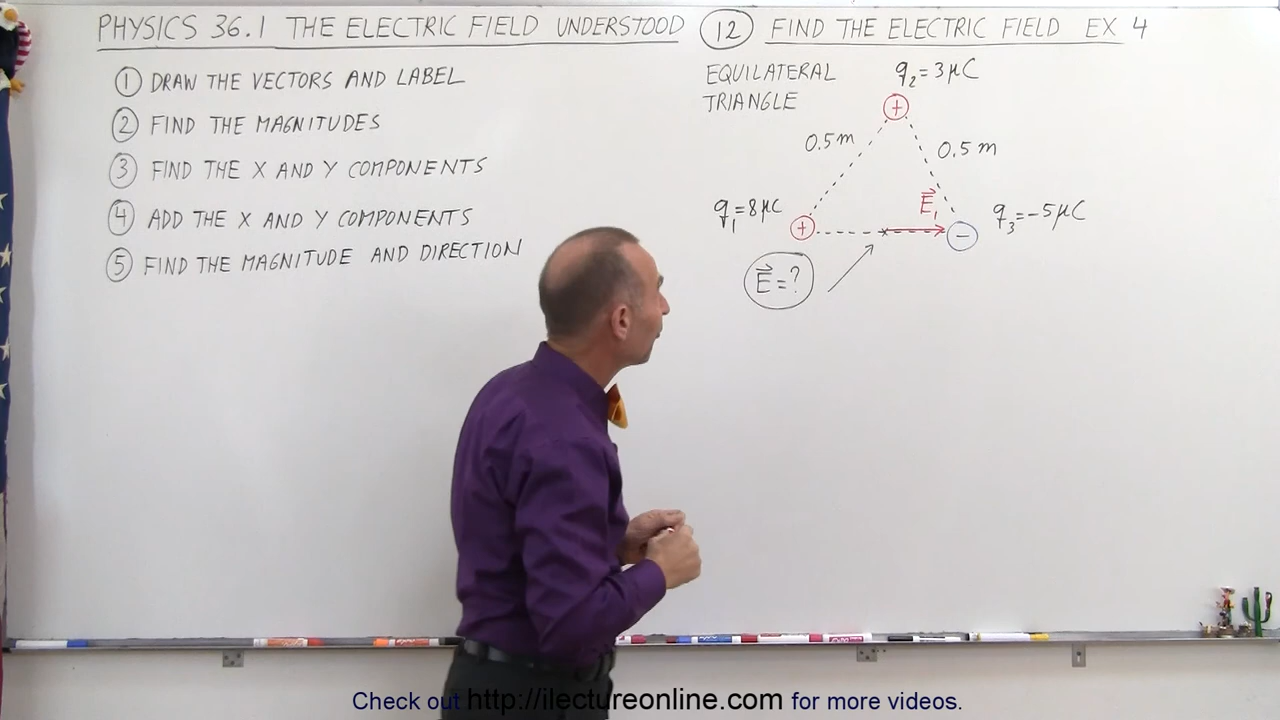 PHYSICS 36.1 THE ELECTRIC FIELD UNDERSTOOD
⑫ FIND THE ELECTRIC FIELD EX 4
① DRAW THE VECTORS AND LABEL
② FIND THE MAGNITUDES
③ FIND THE X AND Y COMPONENTS
④ ADD THE X AND Y COMPONENTS
⑤ FIND THE MAGNITUDE AND DIRECTION
EQUILATERAL
TRIANGLE
q₂=3μC
+
0.5m
0.5m
q₁=8μC
+
E⃗₁
−
q₃=-5μC
E⃗=?
Check out http://ilectureonline.com for more videos.